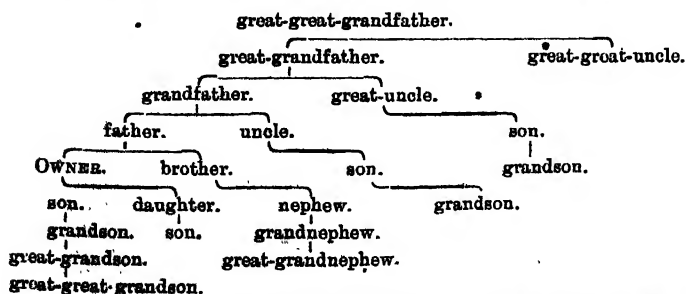 great-great-grandfather.
great-grandfather. great-groat-uncle.
grandfather. great-uncle.
father. uncle. son.
OWNER. brother. son. grandson.
son. daughter. nephew. grandson.
grandson. son. grandnephew.
great-grandson. great-grandnephew.
great-great-grandson.